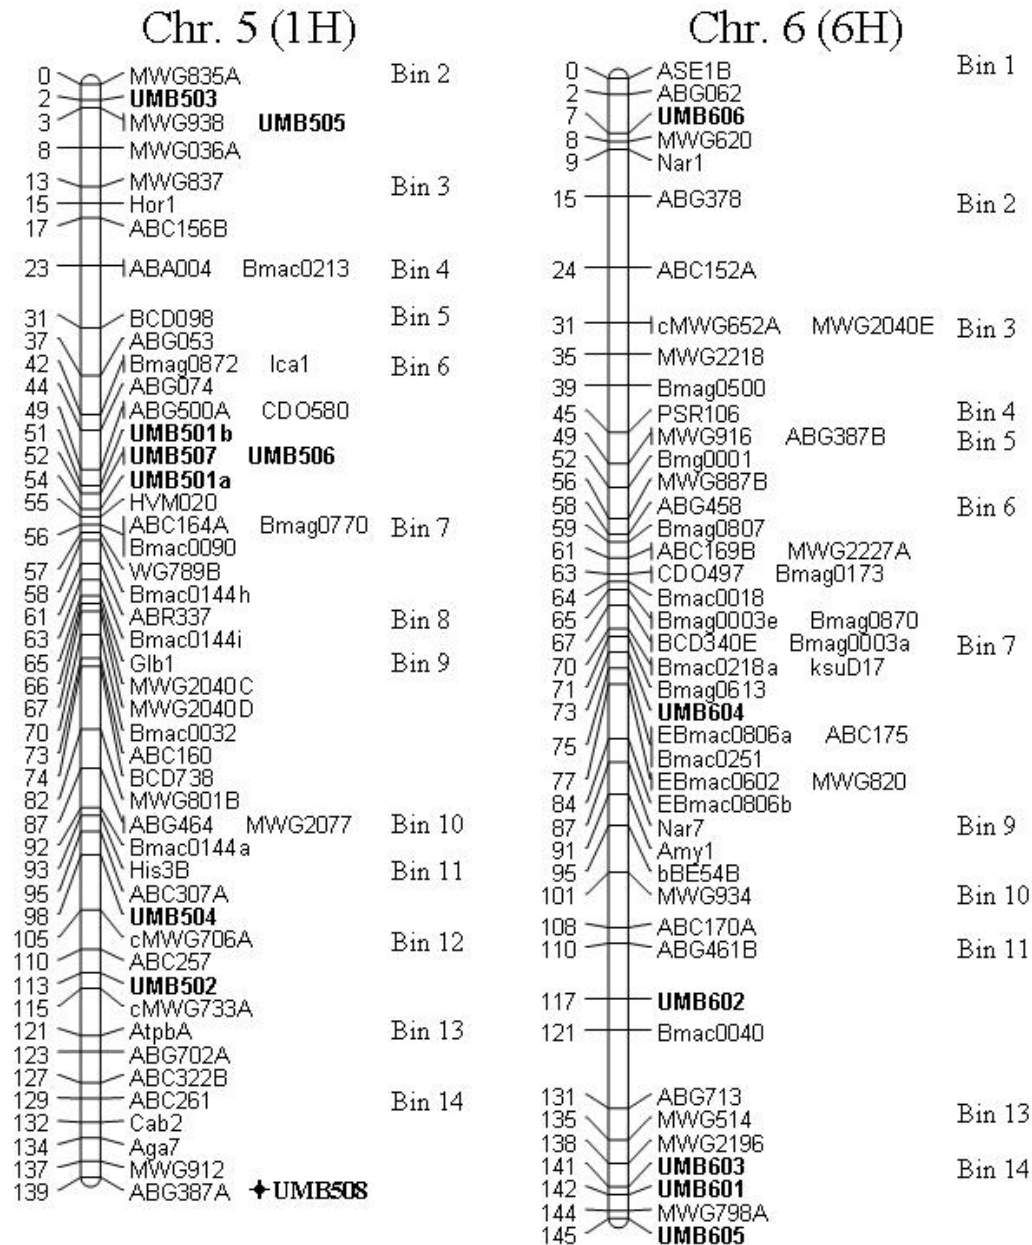 Chr. 5 (1H)
0 MWG835A Bin 2
2 UMB503
3 MWG938 UMB505
8 MWG036A
13 MWG837 Bin 3
15 Hor1
17 ABC156B
23 ABA004 Bmac0213 Bin 4
31 BCD098 Bin 5
37 ABG053
42 Bmag0872 Ica1 Bin 6
44 ABG074
49 ABG500A CDO580
51 UMB501b
52 UMB507 UMB506
54 UMB501a
55 HVM020
56 ABC164A Bmag0770 Bin 7
Bmac0090
57 WG789B
58 Bmac0144h
61 ABR337 Bin 8
63 Bmac0144i
65 Glb1 Bin 9
66 MWG2040C
67 MWG2040D
70 Bmac0032
73 ABC160
74 BCD738
82 MWG801B
87 ABG464 MWG2077 Bin 10
92 Bmac0144a
93 His3B Bin 11
95 ABC307A
98 UMB504
105 cMWG706A Bin 12
110 ABC257
113 UMB502
115 cMWG733A
121 AtpbA Bin 13
123 ABG702A
127 ABC322B
129 ABC261 Bin 14
132 Cab2
134 Aga7
137 MWG912
139 ABG387A ✦UMB508
Chr. 6 (6H)
0 ASE1B Bin 1
2 ABG062
7 UMB606
8 MWG620
9 Nar1
15 ABG378 Bin 2
24 ABC152A
31 cMWG652A MWG2040E Bin 3
35 MWG2218
39 Bmag0500
45 PSR106 Bin 4
49 MWG916 ABG387B Bin 5
52 Bmg0001
56 MWG887B
58 ABG458 Bin 6
59 Bmag0807
61 ABC169B MWG2227A
63 CDO497 Bmag0173
64 Bmac0018
65 Bmag0003e Bmag0870
67 BCD340E Bmag0003a Bin 7
70 Bmac0218a ksuD17
71 Bmag0613
73 UMB604
75 EBmac0806a ABC175
Bmac0251
77 EBmac0602 MWG820
84 EBmac0806b
87 Nar7 Bin 9
91 Amy1
95 bBE54B
101 MWG934 Bin 10
108 ABC170A
110 ABG461B Bin 11
117 UMB602
121 Bmac0040
131 ABG713
135 MWG514 Bin 13
138 MWG2196
141 UMB603 Bin 14
142 UMB601
144 MWG798A
145 UMB605